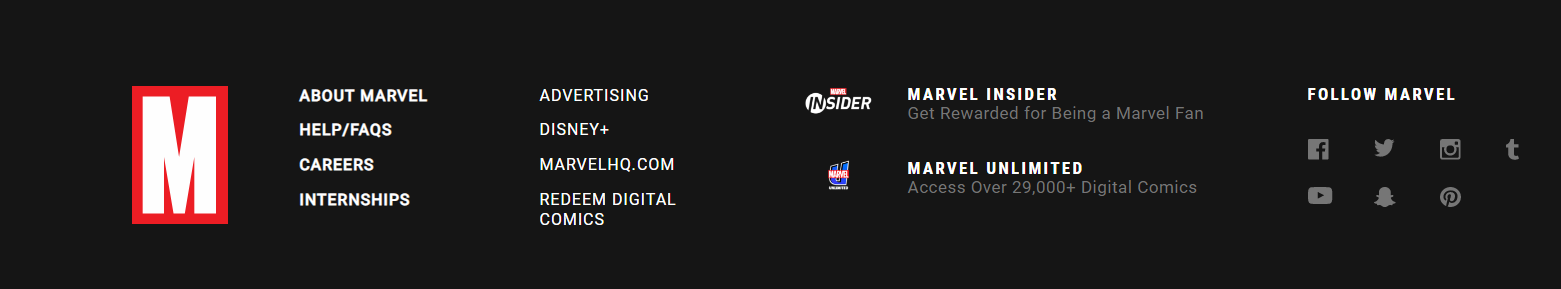 M
ABOUT MARVEL
HELP/FAQS
CAREERS
INTERNSHIPS
ADVERTISING
DISNEY+
MARVELHQ.COM
REDEEM DIGITAL
COMICS
MARVEL
INSIDER
MARVEL INSIDER
Get Rewarded for Being a Marvel Fan
U
MARVEL
UNLIMITED
MARVEL UNLIMITED
Access Over 29,000+ Digital Comics
FOLLOW MARVEL